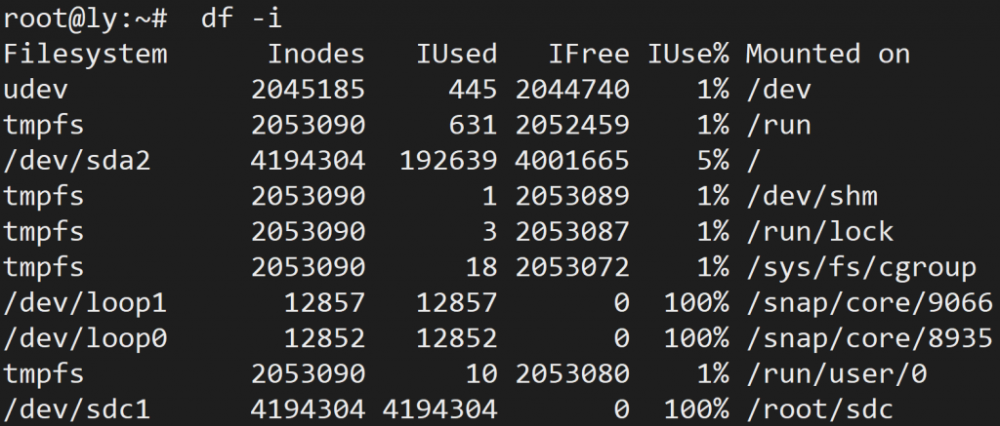 root@ly:~#  df -i
Filesystem      Inodes   IUsed   IFree IUse% Mounted on
udev           2045185     445 2044740    1% /dev
tmpfs          2053090     631 2052459    1% /run
/dev/sda2      4194304  192639 4001665    5% /
tmpfs          2053090       1 2053089    1% /dev/shm
tmpfs          2053090       3 2053087    1% /run/lock
tmpfs          2053090      18 2053072    1% /sys/fs/cgroup
/dev/loop1       12857   12857       0  100% /snap/core/9066
/dev/loop0       12852   12852       0  100% /snap/core/8935
tmpfs          2053090      10 2053080    1% /run/user/0
/dev/sdc1      4194304 4194304       0  100% /root/sdc